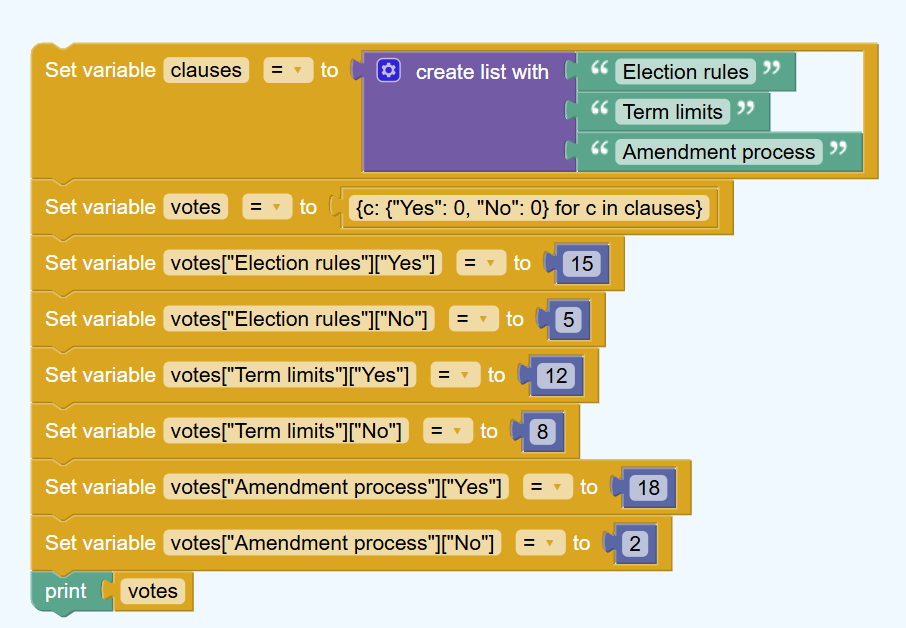 Set variable clauses = to create list with “ Election rules ”
“ Term limits ”
“ Amendment process ”
Set variable votes = to {c: {"Yes": 0, "No": 0} for c in clauses}
Set variable votes["Election rules"]["Yes"] = to 15
Set variable votes["Election rules"]["No"] = to 5
Set variable votes["Term limits"]["Yes"] = to 12
Set variable votes["Term limits"]["No"] = to 8
Set variable votes["Amendment process"]["Yes"] = to 18
Set variable votes["Amendment process"]["No"] = to 2
print votes